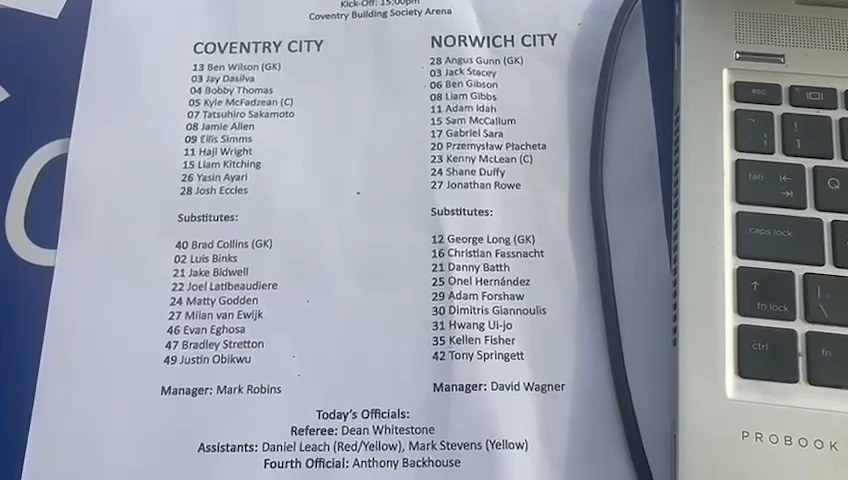 Kick-Off: 15:00pm
Coventry Building Society Arena
COVENTRY CITY
13 Ben Wilson (GK)
03 Jay Dasilva
04 Bobby Thomas
05 Kyle McFadzean (C)
07 Tatsuhiro Sakamoto
08 Jamie Allen
09 Ellis Simms
11 Haji Wright
15 Liam Kitching
26 Yasin Ayari
28 Josh Eccles
Substitutes:
40 Brad Collins (GK)
02 Luis Binks
21 Jake Bidwell
22 Joel Latibeaudiere
24 Matty Godden
27 Milan van Ewijk
46 Evan Eghosa
47 Bradley Stretton
49 Justin Obikwu
Manager: Mark Robins
NORWICH CITY
28 Angus Gunn (GK)
03 Jack Stacey
06 Ben Gibson
08 Liam Gibbs
11 Adam Idah
15 Sam McCallum
17 Gabriel Sara
20 Przemysław Płacheta
23 Kenny McLean (C)
24 Shane Duffy
27 Jonathan Rowe
Substitutes:
12 George Long (GK)
16 Christian Fassnacht
21 Danny Batth
25 Onel Hernández
29 Adam Forshaw
30 Dimitris Giannoulis
31 Hwang Ui-jo
35 Kellen Fisher
42 Tony Springett
Manager: David Wagner
Today's Officials:
Referee: Dean Whitestone
Assistants: Daniel Leach (Red/Yellow), Mark Stevens (Yellow)
Fourth Official: Anthony Backhouse
esc
! 1
tab Q
caps lock
fn lock
ctrl fn
PROBOOK